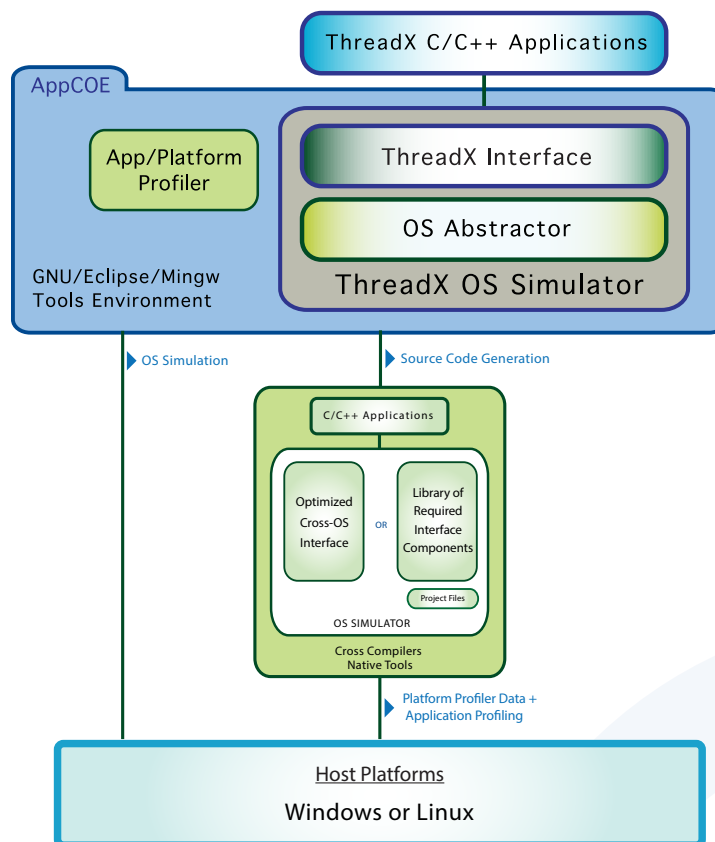 ThreadX C/C++ Applications
AppCOE
App/Platform
Profiler
ThreadX Interface
OS Abstractor
GNU/Eclipse/Mingw
Tools Environment
ThreadX OS Simulator
OS Simulation
Source Code Generation
C/C++ Applications
Optimized
Cross-OS
Interface
OR
Library of
Required
Interface
Components
Project Files
OS SIMULATOR
Cross Compilers
Native Tools
Platform Profiler Data +
Application Profiling
Host Platforms
Windows or Linux